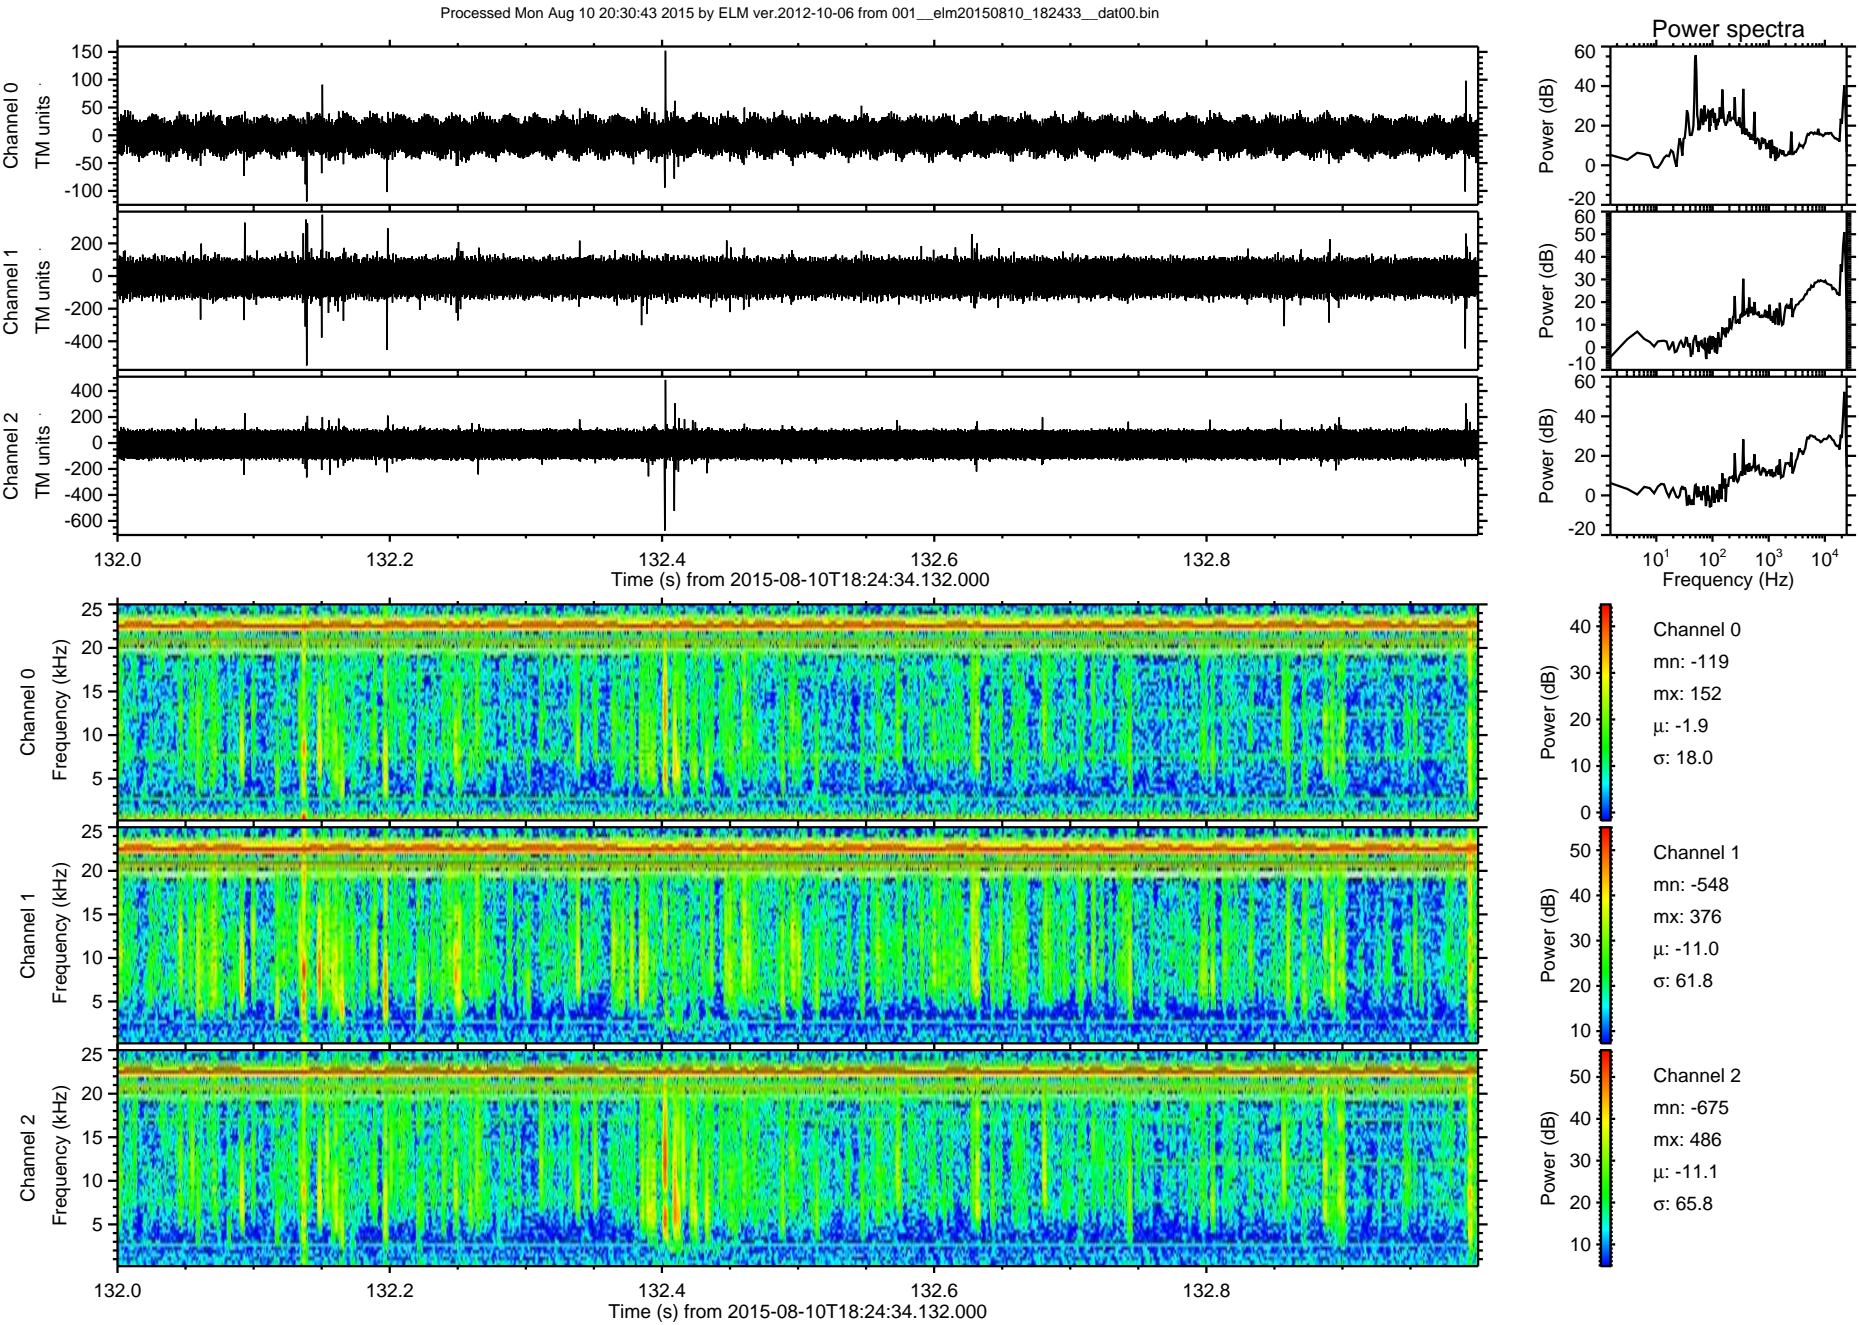 Processed Mon Aug 10 20:30:43 2015 by ELM ver.2012-10-06 from 001__elm20150810_182433__dat00.bin
Power spectra
Channel 0
TM units
150
100
50
0
-50
-100
Power (dB)
60
40
20
0
-20
Channel 1
TM units
200
0
-200
-400
Power (dB)
60
50
40
30
20
10
0
-10
Channel 2
TM units
400
200
0
-200
-400
-600
Power (dB)
60
40
20
0
-20
132.0 132.2 132.4 132.6 132.8
Time (s) from 2015-08-10T18:24:34.132.000
10¹ 10² 10³ 10⁴
Frequency (Hz)
Channel 0
Frequency (kHz)
25
20
15
10
5
Power (dB)
40
30
20
10
0
Channel 0
mn: -119
mx: 152
μ: -1.9
σ: 18.0
Channel 1
Frequency (kHz)
25
20
15
10
5
Power (dB)
50
40
30
20
10
Channel 1
mn: -548
mx: 376
μ: -11.0
σ: 61.8
Channel 2
Frequency (kHz)
25
20
15
10
5
Power (dB)
50
40
30
20
10
Channel 2
mn: -675
mx: 486
μ: -11.1
σ: 65.8
132.0 132.2 132.4 132.6 132.8
Time (s) from 2015-08-10T18:24:34.132.000